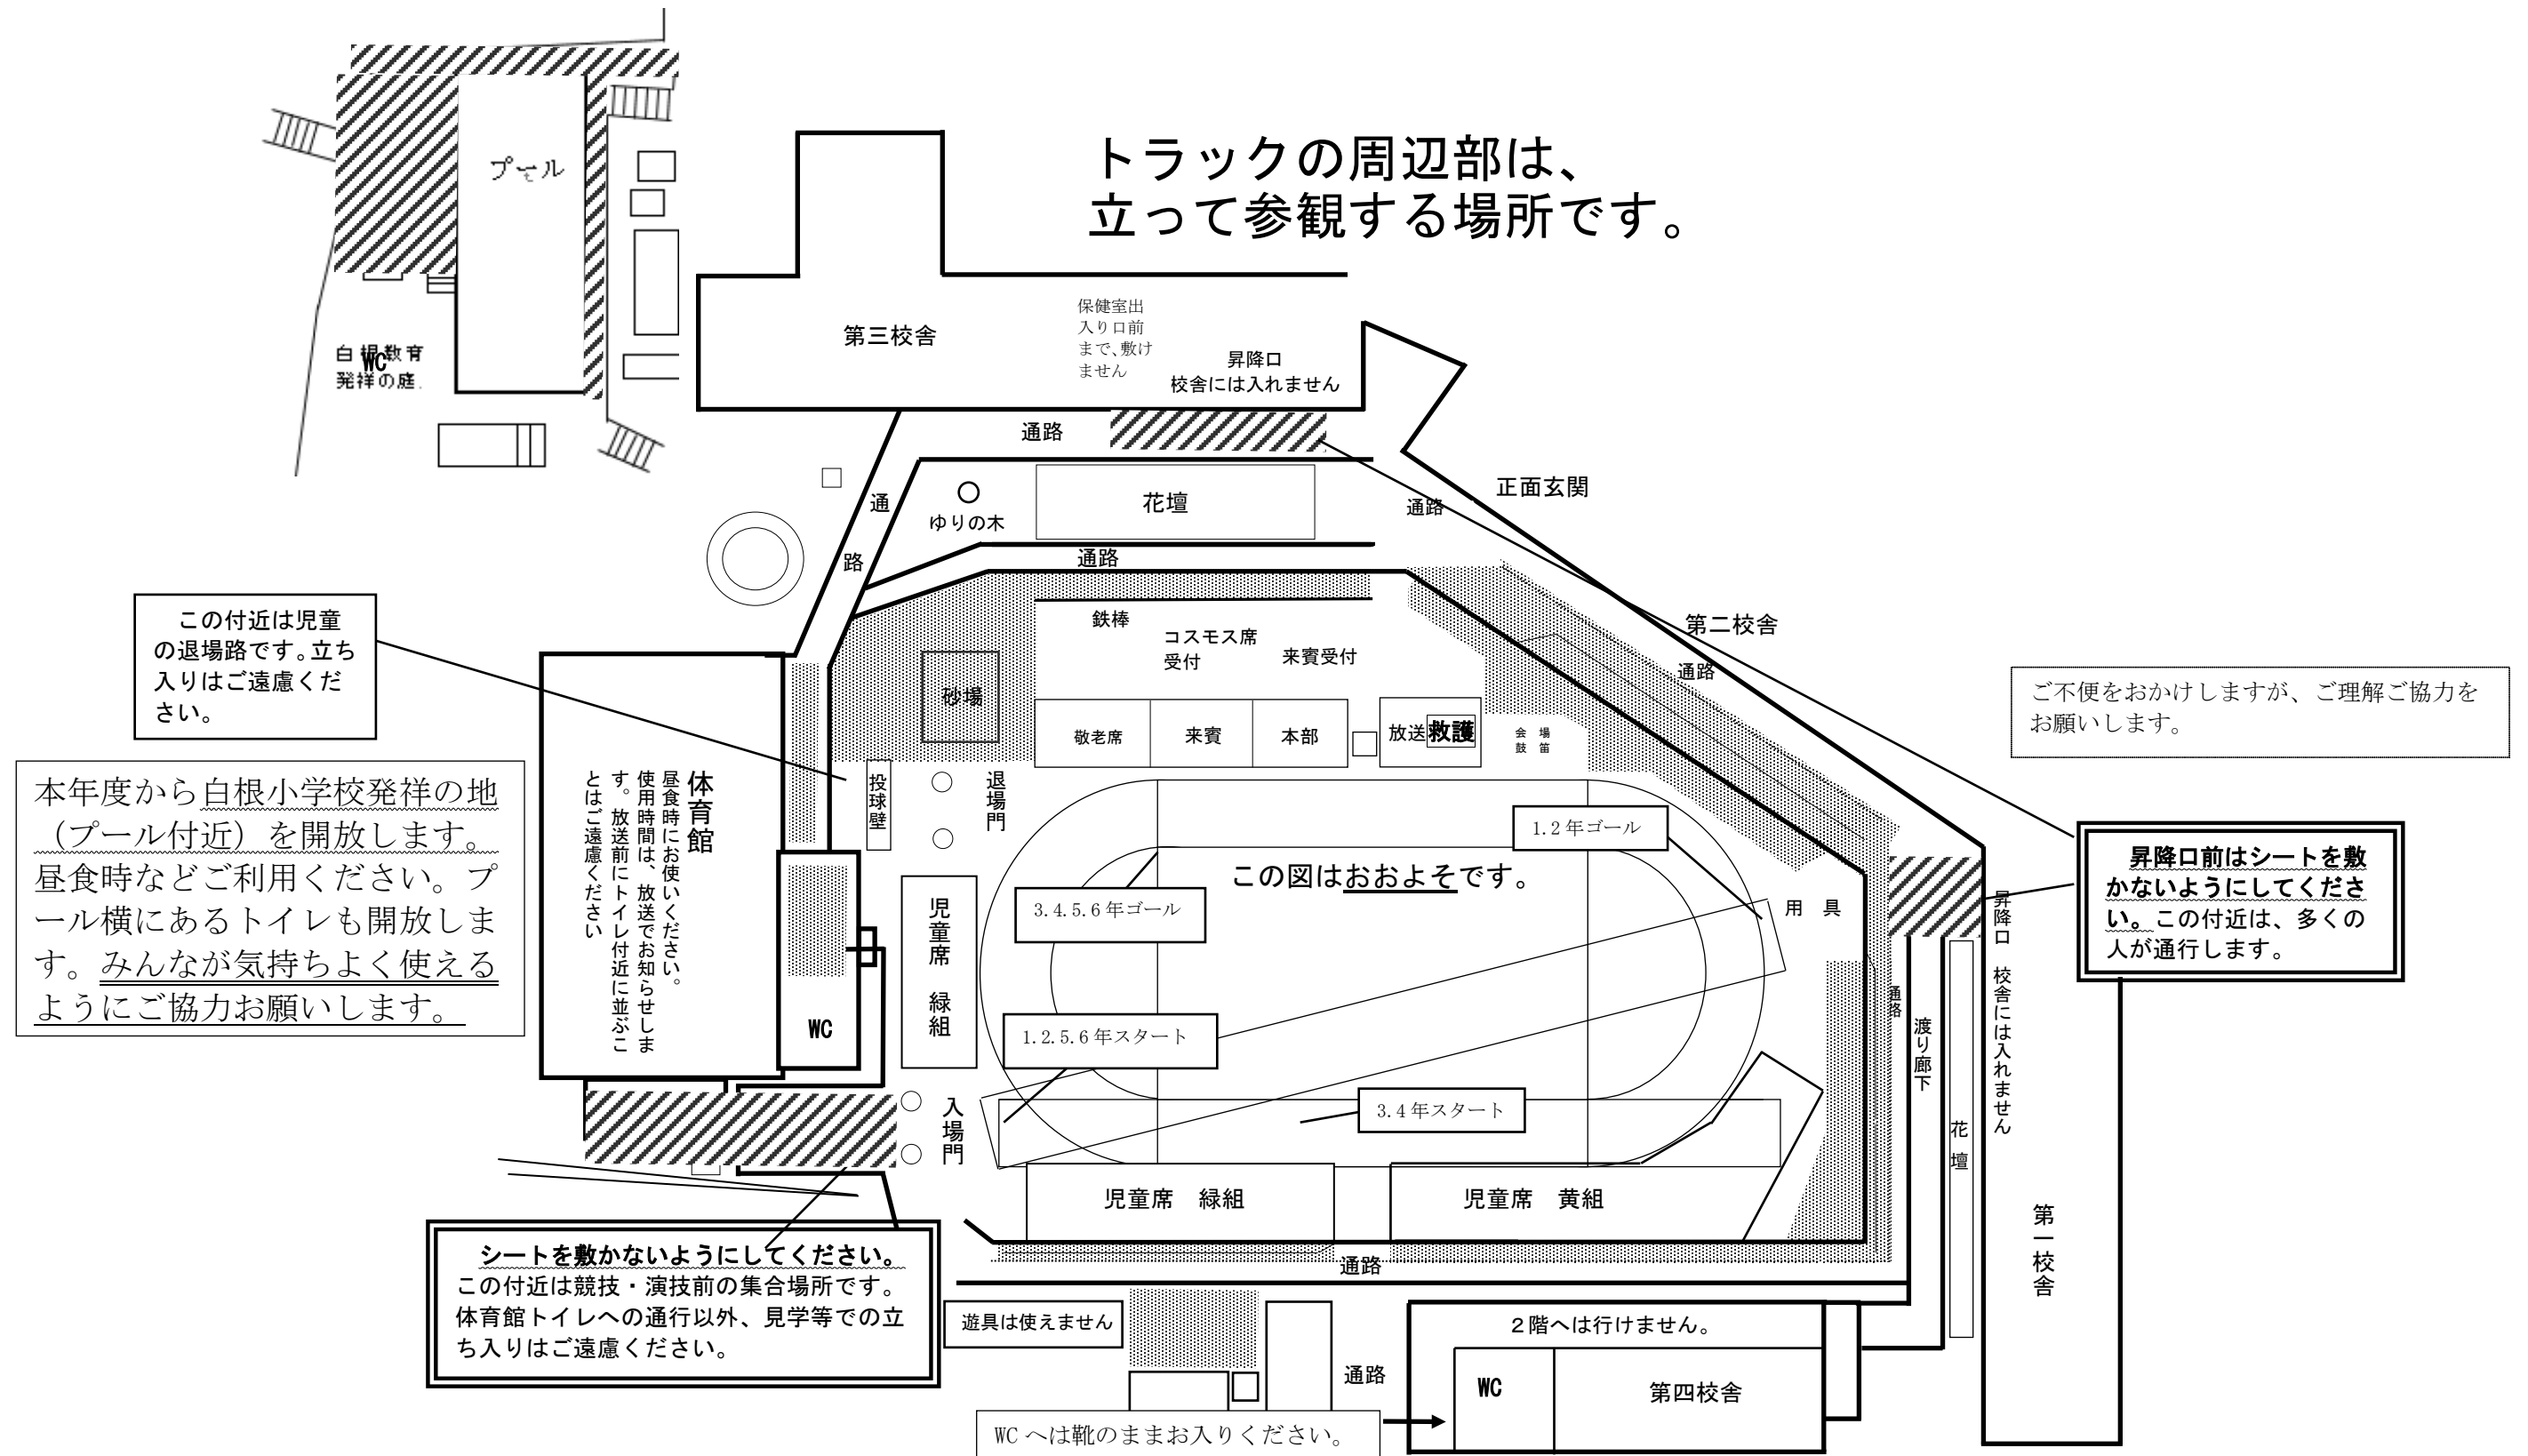 トラックの周辺部は、
立って参観する場所です。
プール
白根教育
発祥の庭
WC
第三校舎
保健室出
入り口前
まで、敷け
ません
昇降口
校舎には入れません
通路
正面玄関
通路
ゆりの木
花壇
通路
通路
この付近は児童
の退場路です。立ち
入りはご遠慮くだ
さい。
鉄棒
コスモス席
受付
来賓受付
第二校舎
通路
砂場
敬老席
来賓
本部
放送
救護
会場
鼓笛
ご不便をおかけしますが、ご理解ご協力を
お願いします。
本年度から白根小学校発祥の地
（プール付近）を開放します。
昼食時などご利用ください。プ
ール横にあるトイレも開放しま
す。みんなが気持ちよく使える
ようにご協力お願いします。
体育館
昼食時にお使いください。
使用時間は、放送でお知らせしま
す。放送前にトイレ付近に並ぶこ
とはご遠慮ください
投球壁
退場門
1.2年ゴール
この図はおおよそです。
3.4.5.6年ゴール
用具
昇降口前はシートを敷
かないようにしてくださ
い。この付近は、多くの
人が通行します。
児童席　緑組
WC
1.2.5.6年スタート
3.4年スタート
入場門
通路
渡り廊下
昇降口　校舎には入れません
花壇
第一校舎
児童席　緑組
児童席　黄組
通路
シートを敷かないようにしてください。
この付近は競技・演技前の集合場所です。
体育館トイレへの通行以外、見学等での立
ち入りはご遠慮ください。
遊具は使えません
２階へは行けません。
通路
WC
第四校舎
WCへは靴のままお入りください。